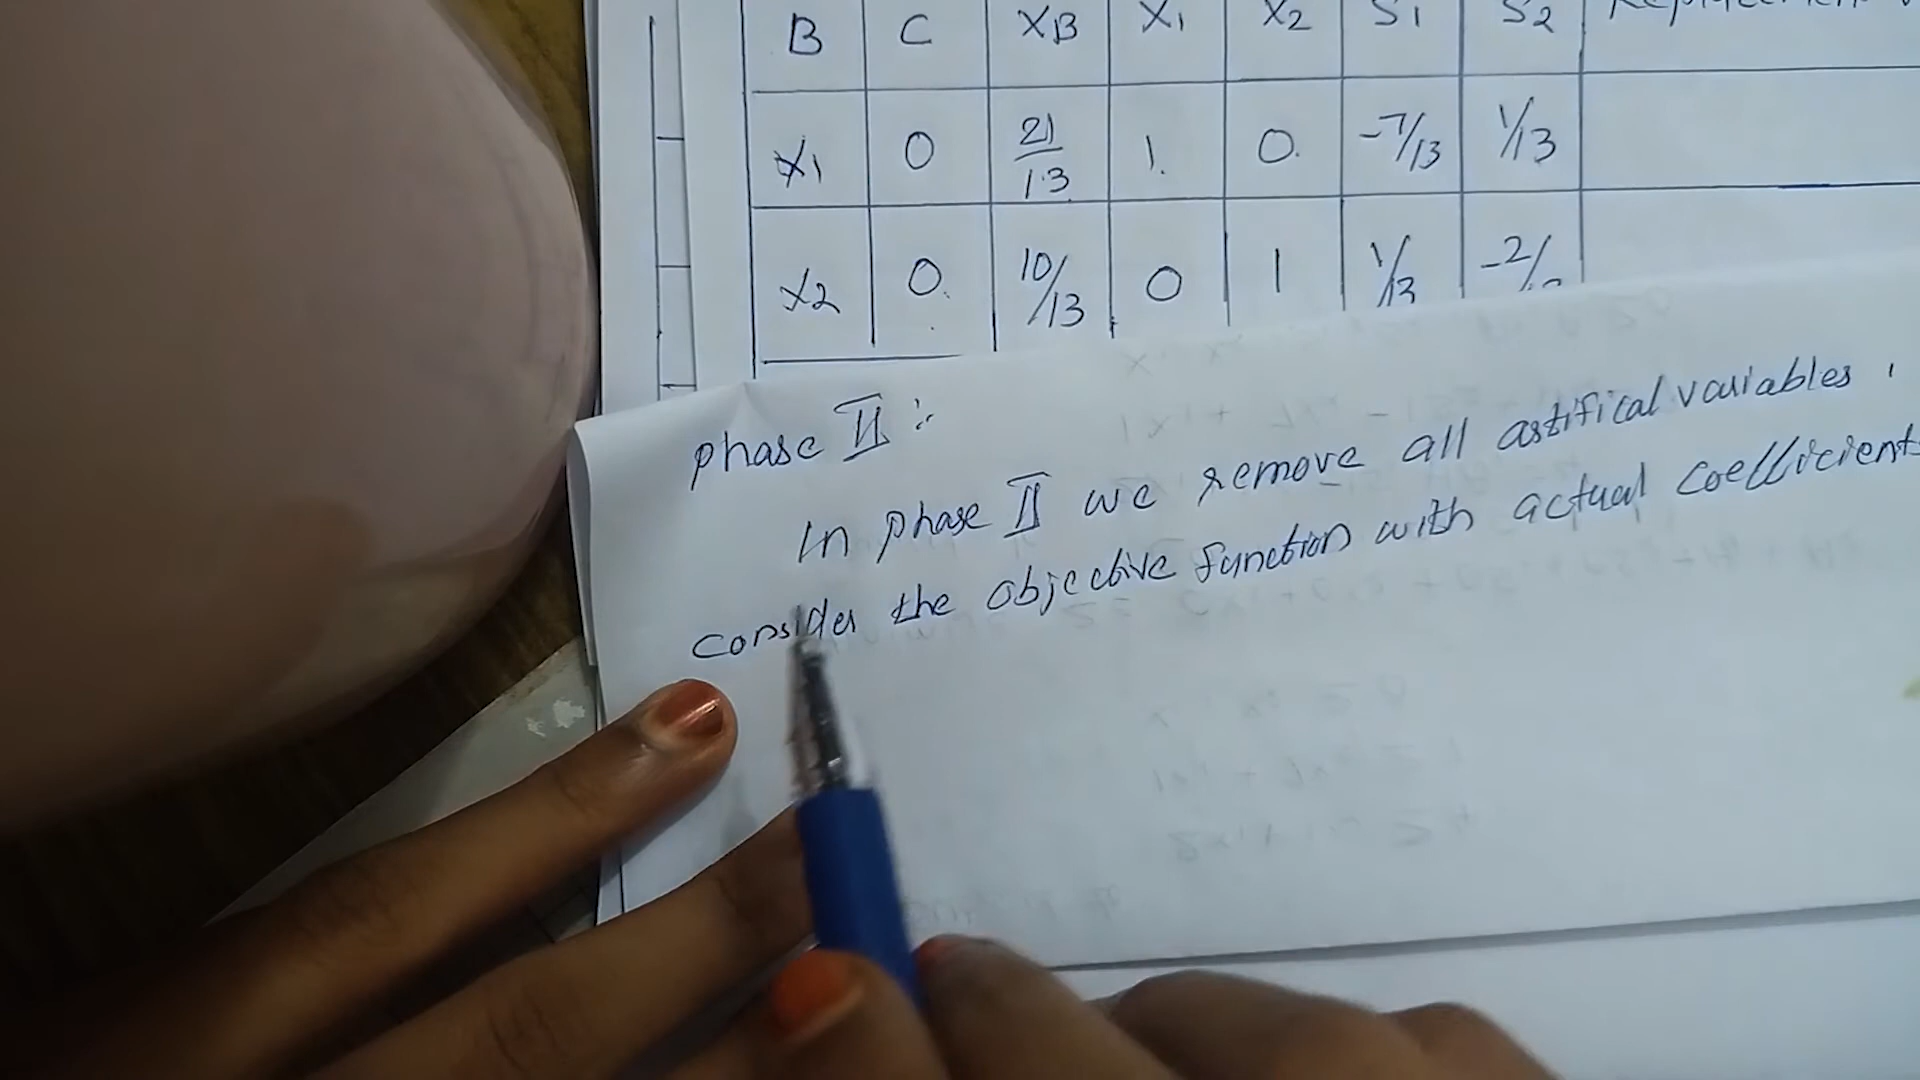 B C XB X1 X2 S1 S2
X1 0 21/13 1 0 -7/13 1/13
X2 0 10/13 0 1 1/13
phase II :-
In phase II we remove all astifical variables.
consider the objective function with actual coefficients